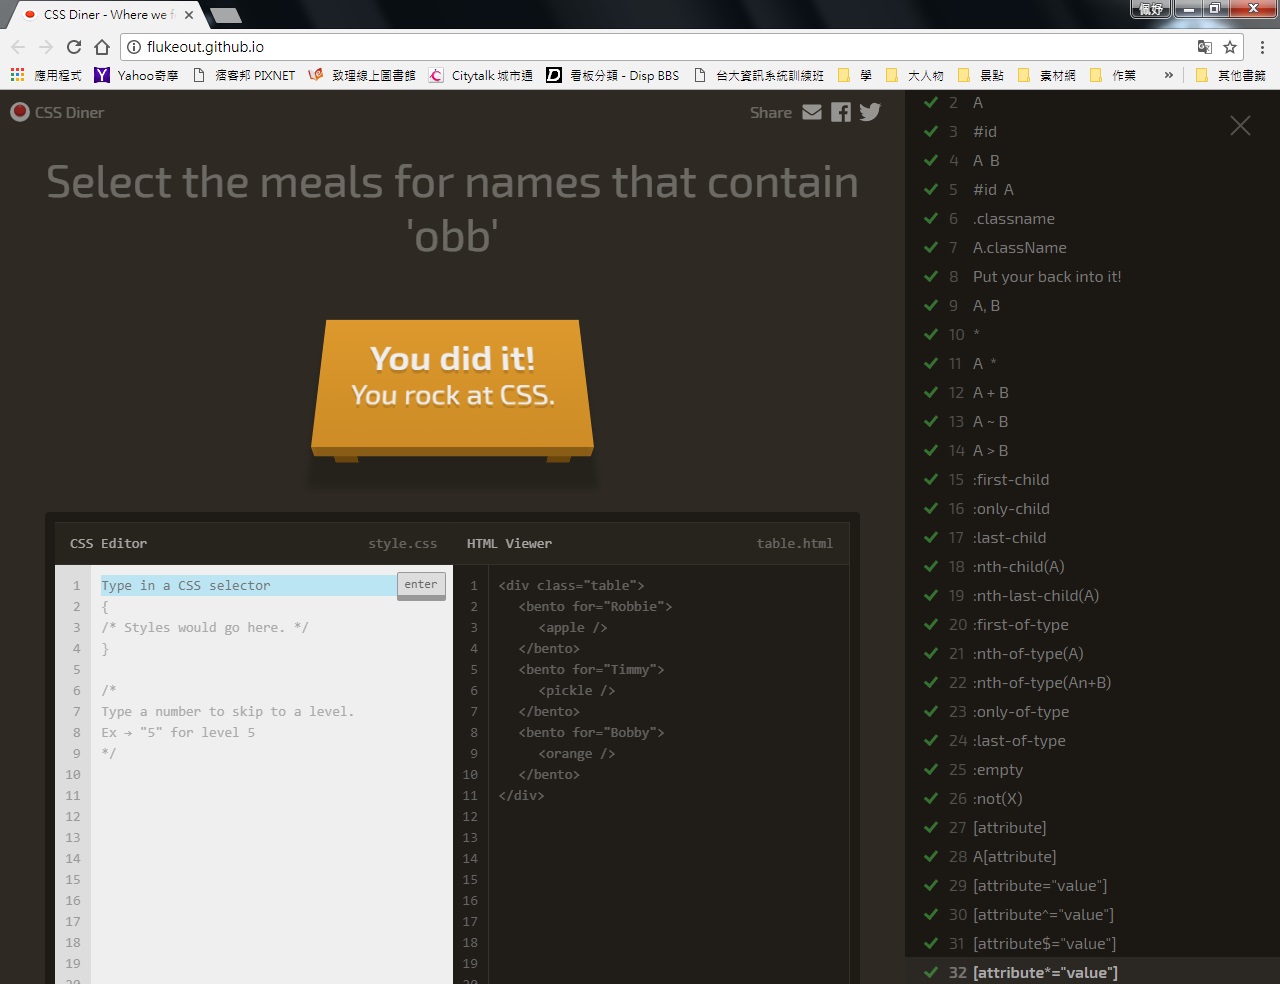 CSS Diner - Where we f
佩妤
flukeout.github.io
應用程式 Yahoo奇摩 痞客邦 PIXNET 致理線上圖書館 Citytalk 城市通 看板分類 - Disp BBS 台大資訊系統訓練班 學 大人物 景點 素材網 作業 » 其他書籤
CSS Diner
Share
Select the meals for names that contain
'obb'
You did it!
You rock at CSS.
CSS Editor style.css
1 Type in a CSS selector enter
2 {
3 /* Styles would go here. */
4 }
5
6 /*
7 Type a number to skip to a level.
8 Ex → "5" for level 5
9 */
10
11
12
13
14
15
16
17
18
19
20
HTML Viewer table.html
1 <div class="table">
2 <bento for="Robbie">
3 <apple />
4 </bento>
5 <bento for="Timmy">
6 <pickle />
7 </bento>
8 <bento for="Bobby">
9 <orange />
10 </bento>
11 </div>
12
13
14
15
16
17
18
19
20
2 A
3 #id
4 A B
5 #id A
6 .classname
7 A.className
8 Put your back into it!
9 A, B
10 *
11 A *
12 A + B
13 A ~ B
14 A > B
15 :first-child
16 :only-child
17 :last-child
18 :nth-child(A)
19 :nth-last-child(A)
20 :first-of-type
21 :nth-of-type(A)
22 :nth-of-type(An+B)
23 :only-of-type
24 :last-of-type
25 :empty
26 :not(X)
27 [attribute]
28 A[attribute]
29 [attribute="value"]
30 [attribute^="value"]
31 [attribute$="value"]
32 [attribute*="value"]